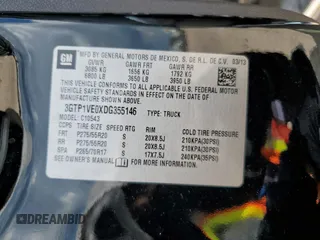 GM
MFD BY GENERAL MOTORS DE MEXICO, S. DE R.L. DE C.V. 03/13
GVWR GAWR FRT GAWR RR
3085 KG 1656 KG 1792 KG
6800 LB 3650 LB 3950 LB
THIS VEHICLE CONFORMS TO ALL APPLICABLE U.S. FEDERAL MOTOR
VEHICLE SAFETY STANDARDS IN EFFECT ON THE DATE OF
MANUFACTURE SHOWN ABOVE.
3GTP1VE0XDG355146 TYPE: TRUCK
MODEL: C10543
TIRE SIZE SPEED RTG RIM COLD TIRE PRESSURE
FRT P275/55R20 S 20X8.5J 210KPA(30PSI)
RR P275/55R20 S 20X8.5J 210KPA(30PSI)
SPA P265/70R17 S 17X7.5J 240KPA(35PSI)
SEE OWNER'S MANUAL FOR ADDITIONAL INFORMATION
DREAMBID